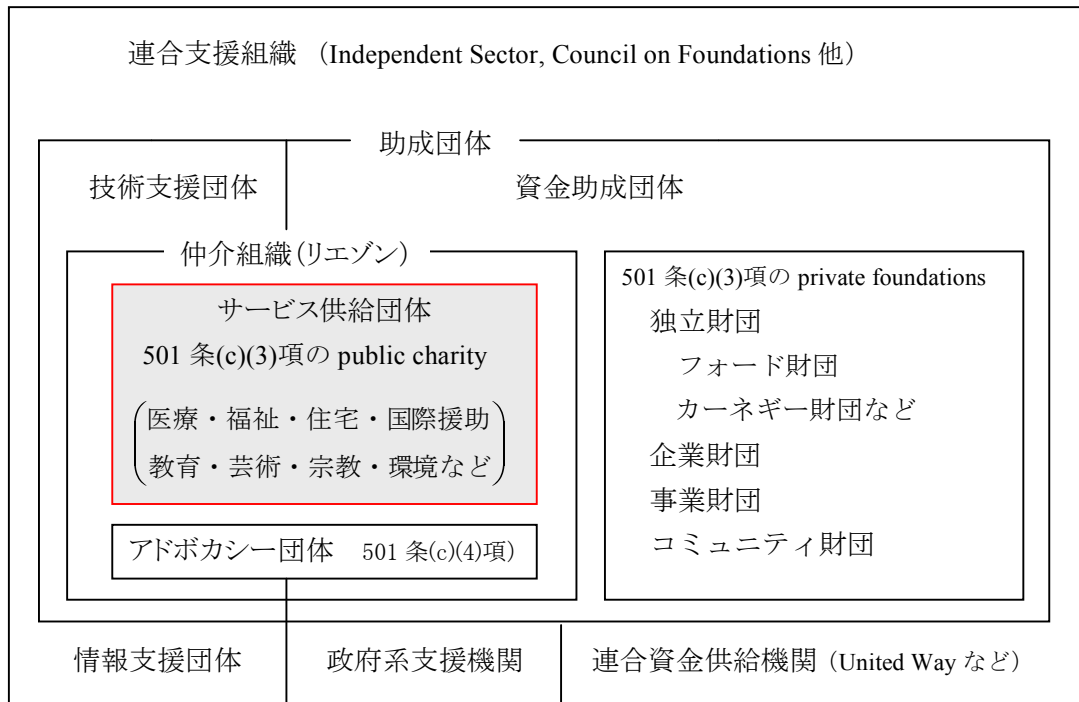 連合支援組織 （Independent Sector, Council on Foundations 他）
助成団体
技術支援団体
資金助成団体
仲介組織（リエゾン）
サービス供給団体
501 条(c)(3)項の public charity
医療・福祉・住宅・国際援助
教育・芸術・宗教・環境など
アドボカシー団体 501 条(c)(4)項)
501 条(c)(3)項の private foundations
独立財団
フォード財団
カーネギー財団など
企業財団
事業財団
コミュニティ財団
情報支援団体
政府系支援機関
連合資金供給機関（United Way など）